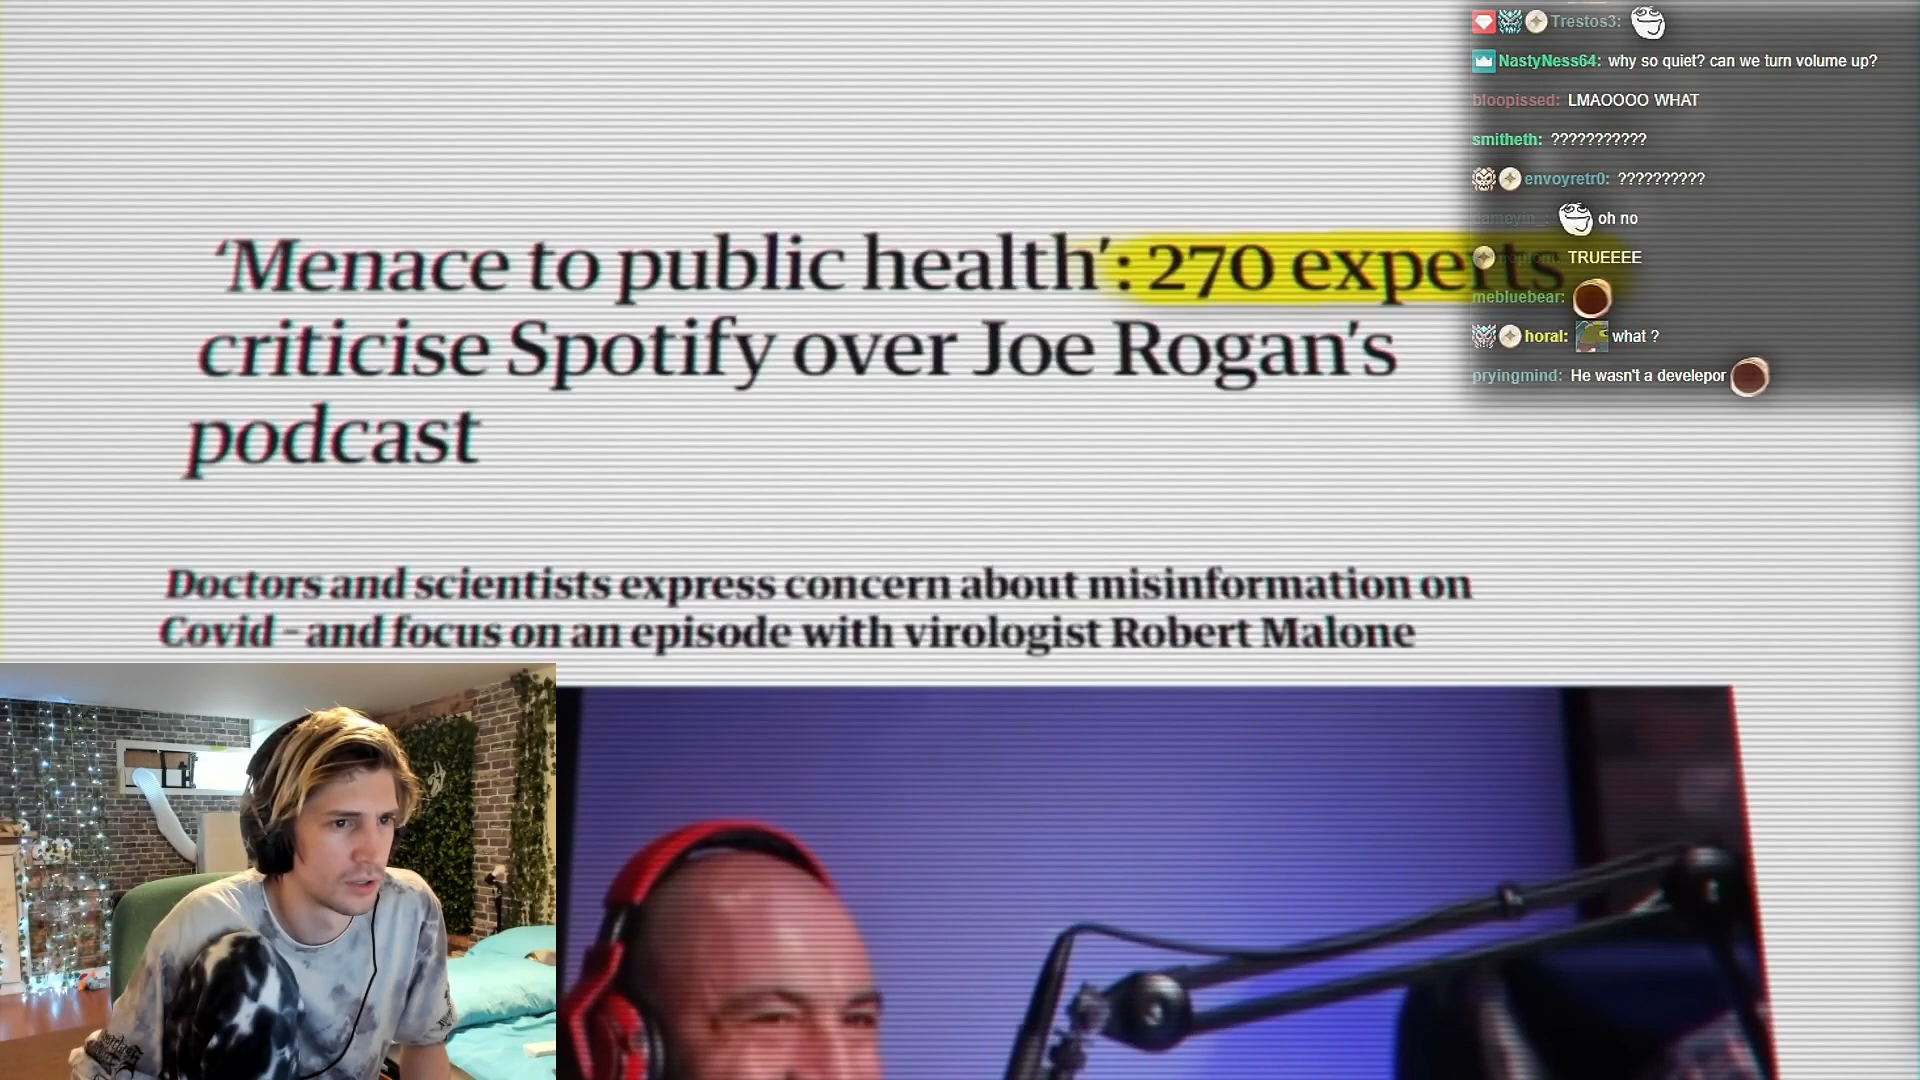 Trestos3:
NastyNess64: why so quiet? can we turn volume up?
bloopissed: LMAOOOO WHAT
smitheth: ???????????
envoyretr0: ??????????
oh no
TRUEEEE
mebluebear:
horal: what ?
pryingmind: He wasn't a develepor
‘Menace to public health’: 270 experts
criticise Spotify over Joe Rogan’s
podcast
Doctors and scientists express concern about misinformation on
Covid – and focus on an episode with virologist Robert Malone